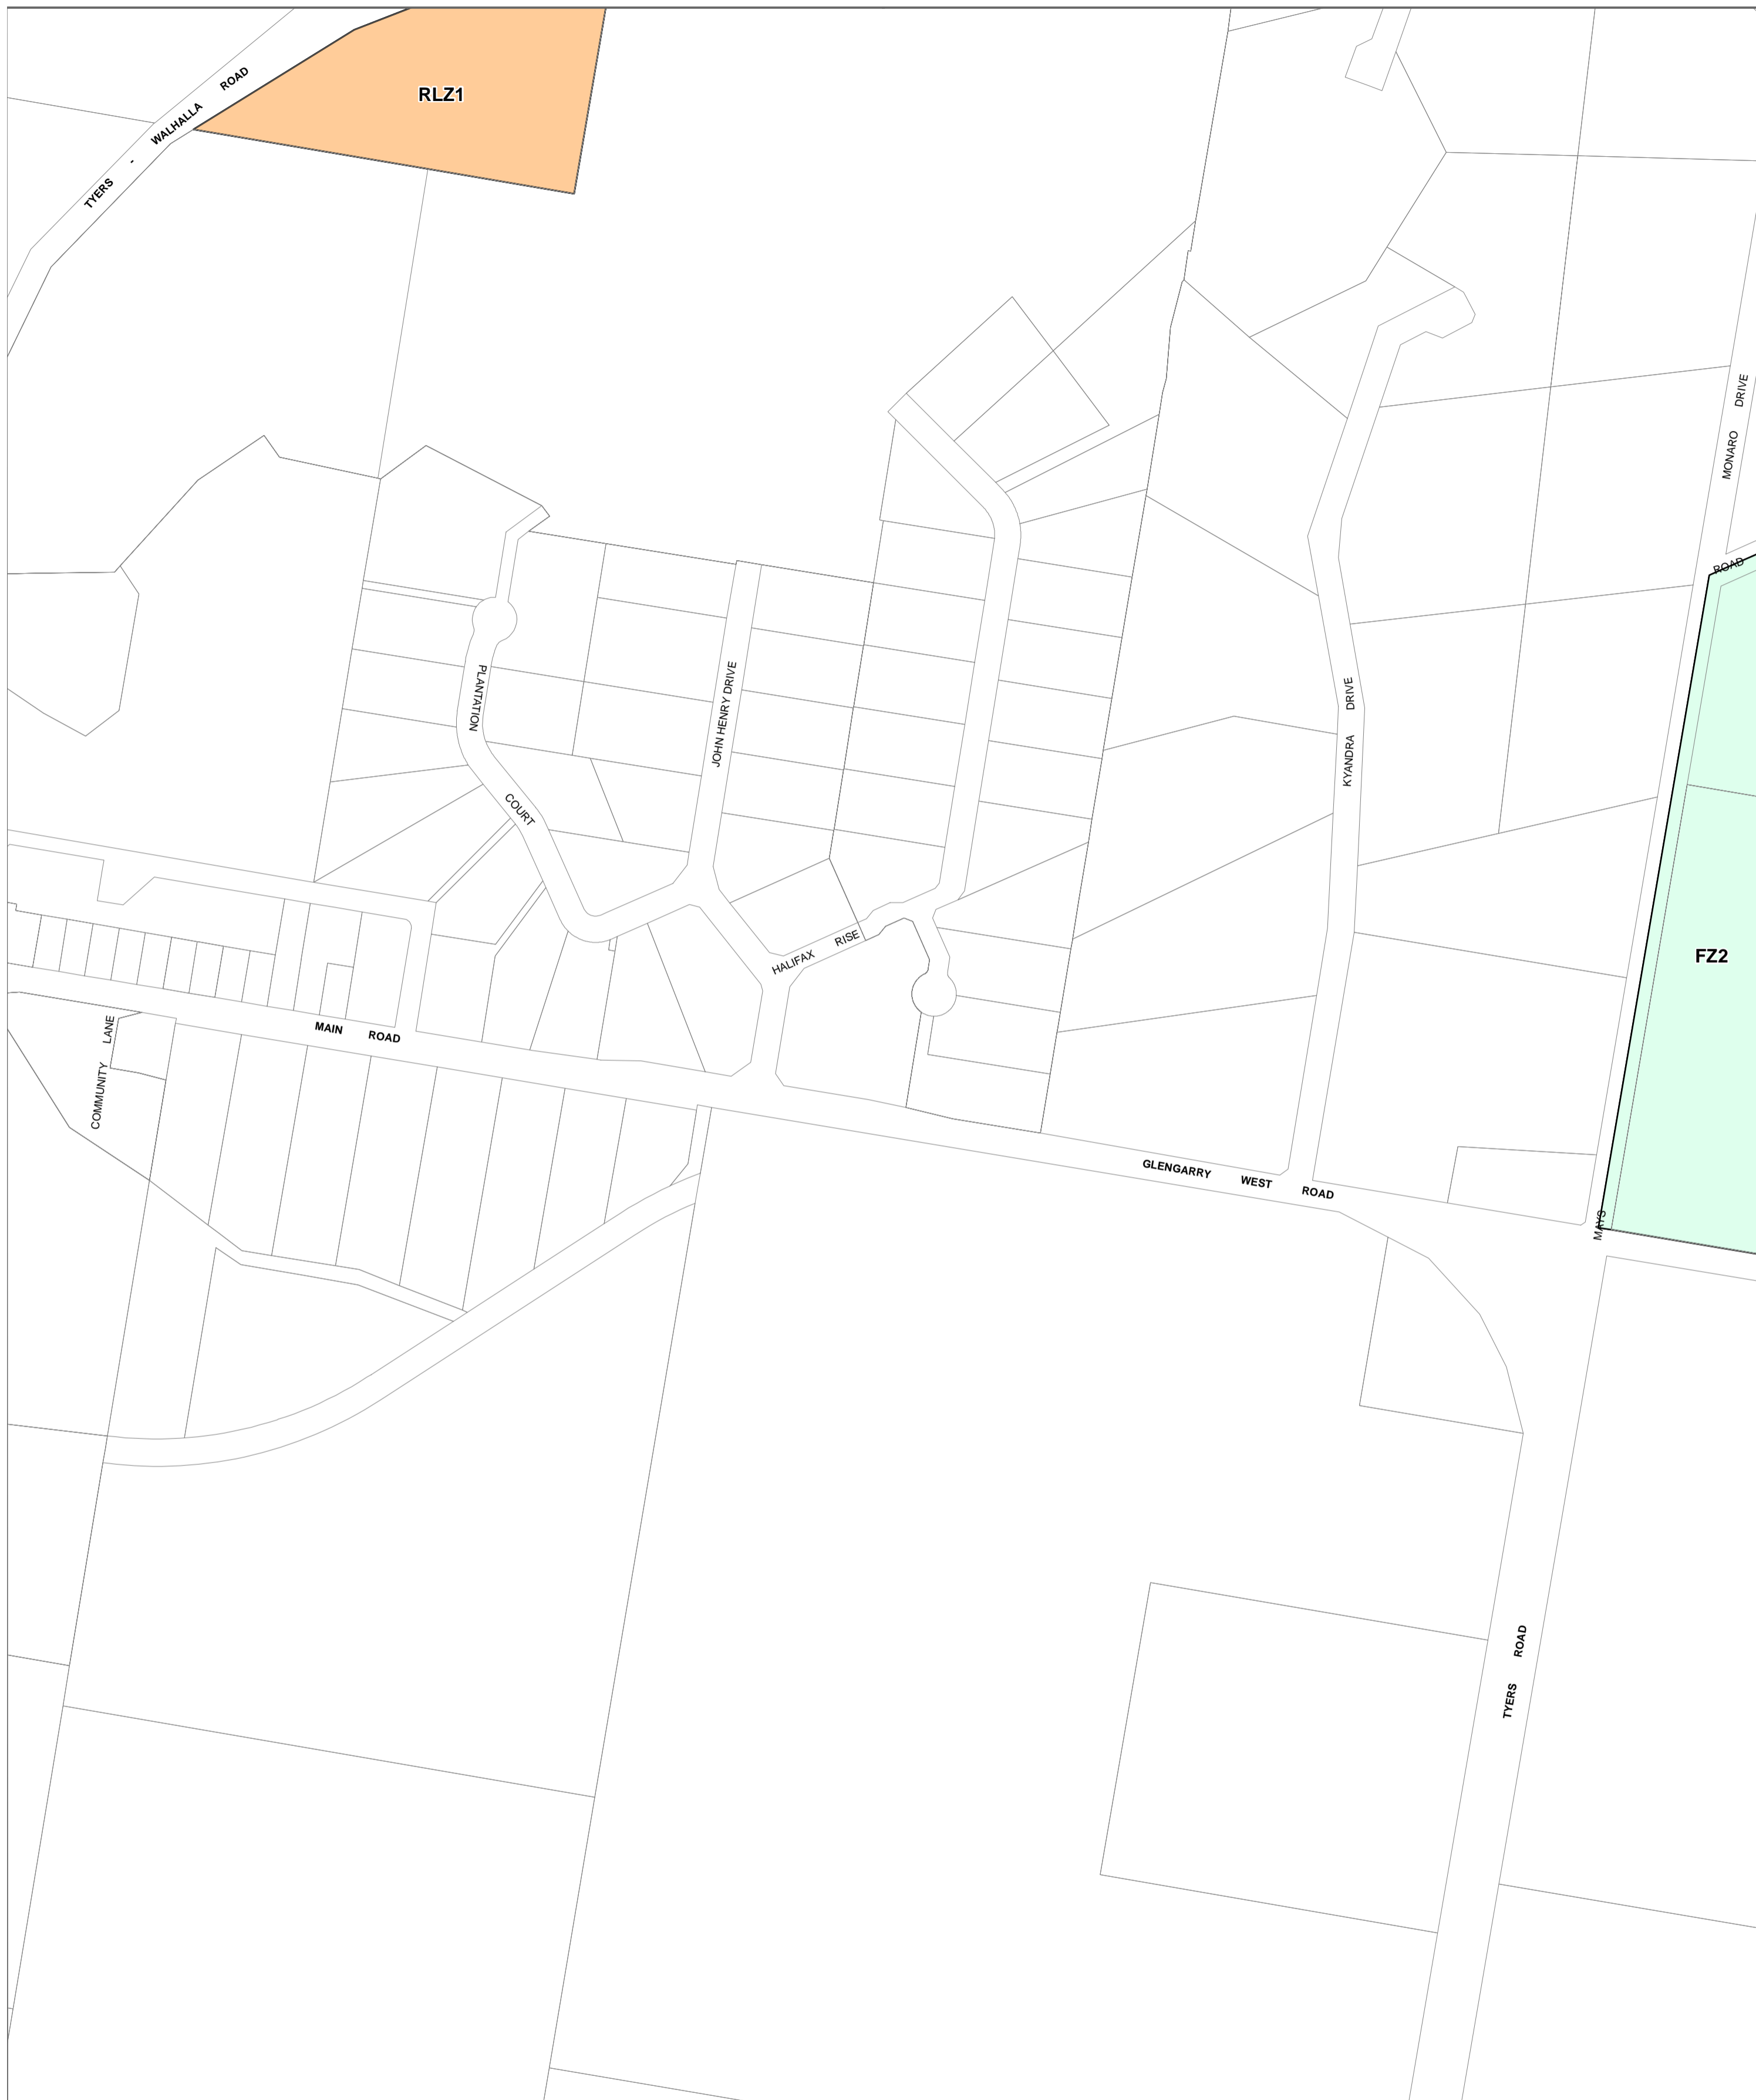 RLZ1
TYERS - WALHALLA ROAD
MONARO DRIVE
MAYS ROAD
PLANTATION COURT
JOHN HENRY DRIVE
KYANDRA DRIVE
HALIFAX RISE
FZ2
MAIN ROAD
COMMUNITY LANE
GLENGARRY WEST ROAD
TYERS ROAD